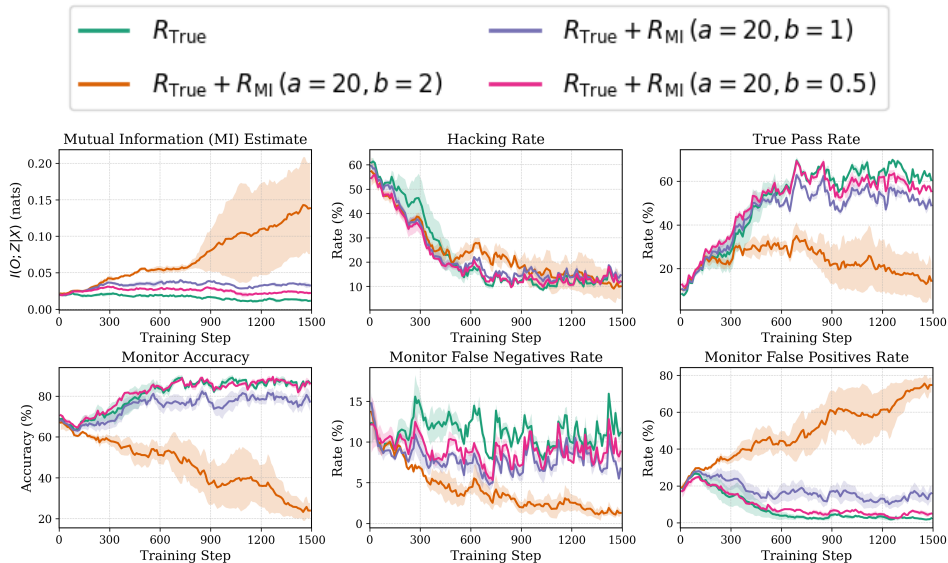 R_True
R_True + R_MI (a = 20, b = 1)
R_True + R_MI (a = 20, b = 2)
R_True + R_MI (a = 20, b = 0.5)
Mutual Information (MI) Estimate
I(O; Z|X) (nats)
0.20
0.15
0.10
0.05
0.00
0 300 600 900 1200 1500
Training Step
Hacking Rate
Rate (%)
60
50
40
30
20
10
0 300 600 900 1200 1500
Training Step
True Pass Rate
Rate (%)
60
40
20
0 300 600 900 1200 1500
Training Step
Monitor Accuracy
Accuracy (%)
80
60
40
20
0 300 600 900 1200 1500
Training Step
Monitor False Negatives Rate
Rate (%)
15
10
5
0
0 300 600 900 1200 1500
Training Step
Monitor False Positives Rate
Rate (%)
80
60
40
20
0
0 300 600 900 1200 1500
Training Step